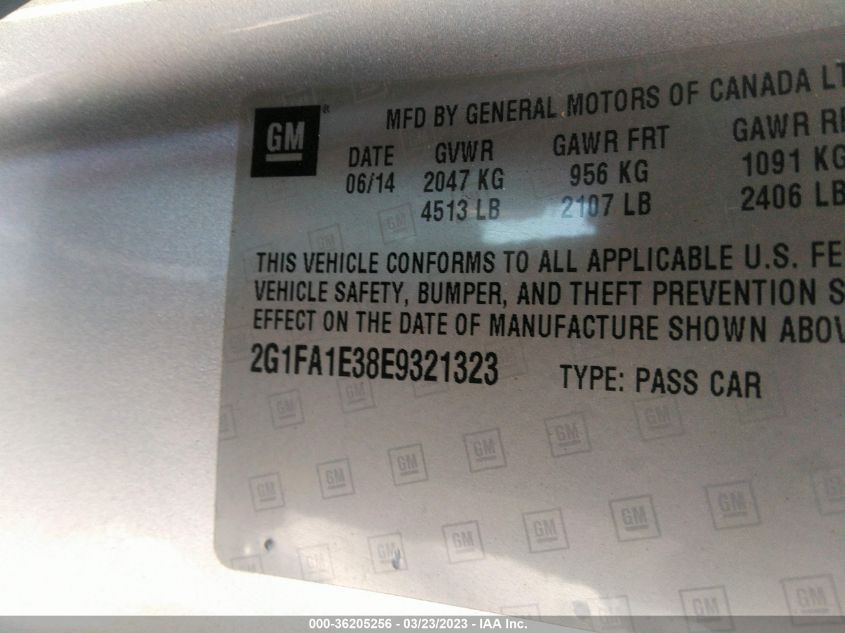 GM ® MFD BY GENERAL MOTORS OF CANADA LT
DATE GVWR GAWR FRT GAWR
06/14 2047 KG 956 KG 1091 KG
4513 LB 2107 LB 2406 LB
THIS VEHICLE CONFORMS TO ALL APPLICABLE U.S. FE
VEHICLE SAFETY, BUMPER, AND THEFT PREVENTION S
EFFECT ON THE DATE OF MANUFACTURE SHOWN ABOV
2G1FA1E38E9321323 TYPE: PASS CAR
000-36205256 - 03/23/2023 - IAA Inc.